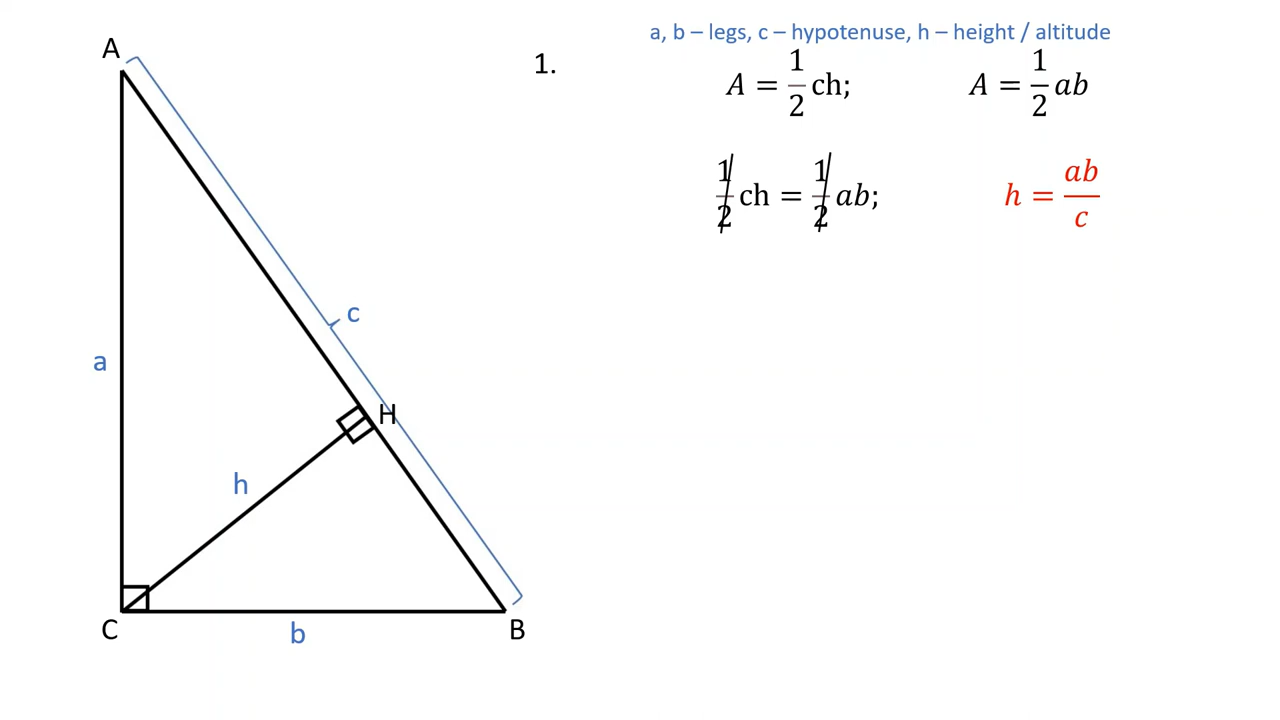 a, b – legs, c – hypotenuse, h – height / altitude
1.
A = 1/2 ch; A = 1/2 ab
1/2 ch = 1/2 ab; h = ab/c
A
c
a
H
h
C
b
B